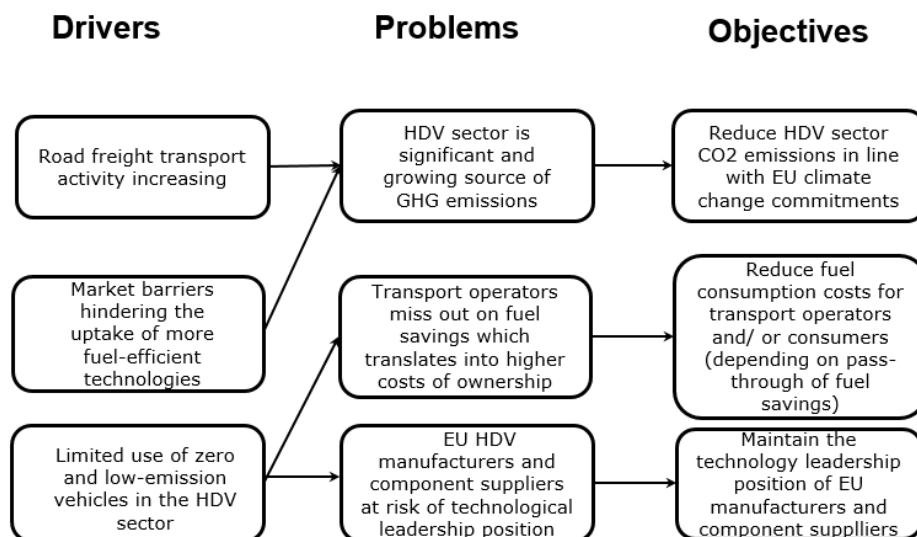 Drivers
Problems
Objectives
Road freight transport
activity increasing
HDV sector is
significant and
growing source of
GHG emissions
Reduce HDV sector
CO2 emissions in line
with EU climate
change commitments
Market barriers
hindering the
uptake of more
fuel-efficient
technologies
Transport operators
miss out on fuel
savings which
translates into higher
costs of ownership
Reduce fuel
consumption costs for
transport operators
and/ or consumers
(depending on pass-
through of fuel
savings)
Limited use of zero
and low-emission
vehicles in the HDV
sector
EU HDV
manufacturers and
component suppliers
at risk of technological
leadership position
Maintain the
technology leadership
position of EU
manufacturers and
component supplliers